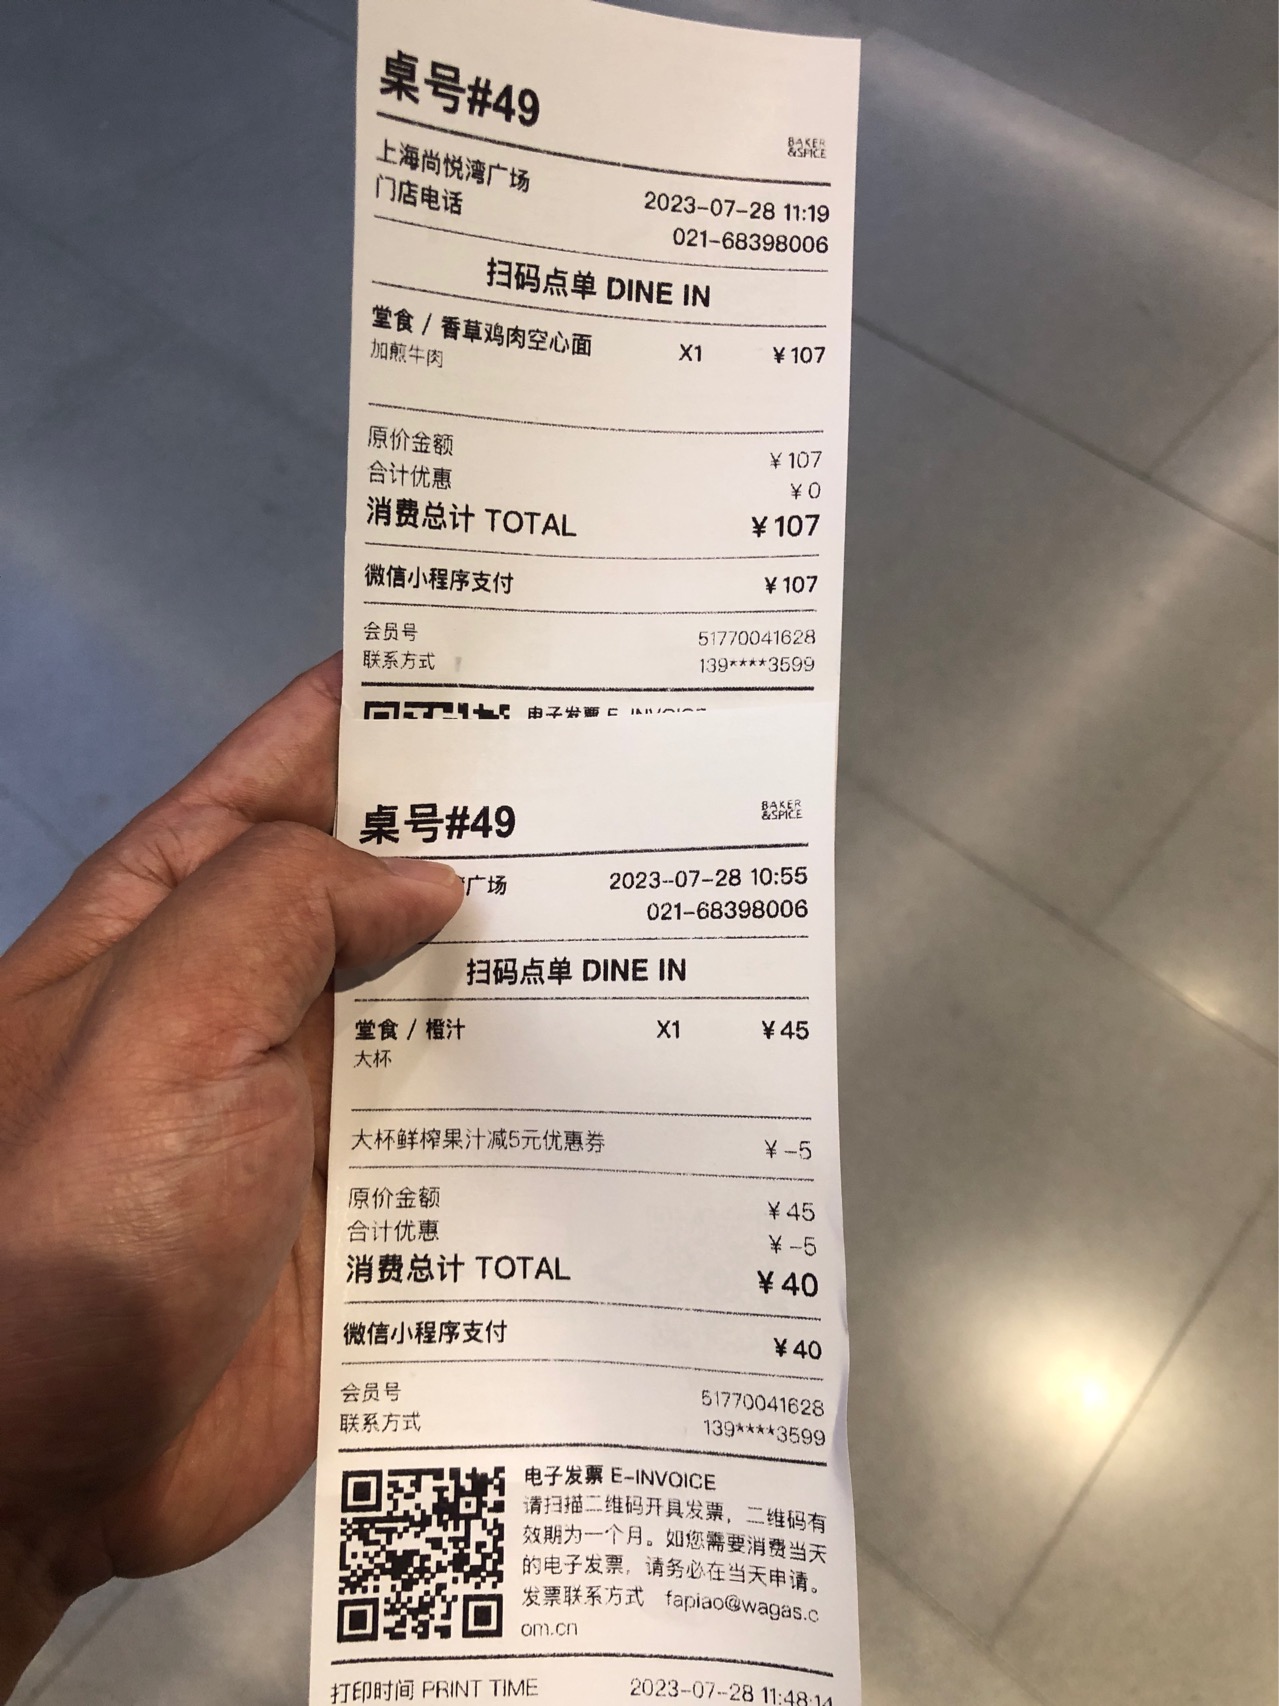 桌号#49
BAKER
&SPICE
上海尚悦湾广场 2023-07-28 11:19
门店电话 021-68398006
扫码点单 DINE IN
堂食 / 香草鸡肉空心面 X1 ¥107
加煎牛肉
原价金额 ¥107
合计优惠 ¥0
消费总计 TOTAL ¥107
微信小程序支付 ¥107
会员号 51770041628
联系方式 139****3599
电子发票 E-INVOICE
桌号#49
BAKER
&SPICE
广场 2023-07-28 10:55
021-68398006
扫码点单 DINE IN
堂食 / 橙汁 X1 ¥45
大杯
大杯鲜榨果汁减5元优惠券 ¥-5
原价金额 ¥45
合计优惠 ¥-5
消费总计 TOTAL ¥40
微信小程序支付 ¥40
会员号 51770041628
联系方式 139****3599
电子发票 E-INVOICE
请扫描二维码开具发票，二维码有
效期为一个月。如您需要消费当天
的电子发票，请务必在当天申请。
发票联系方式 fapiao@wagas.c
om.cn
打印时间 PRINT TIME 2023-07-28 11:48:14